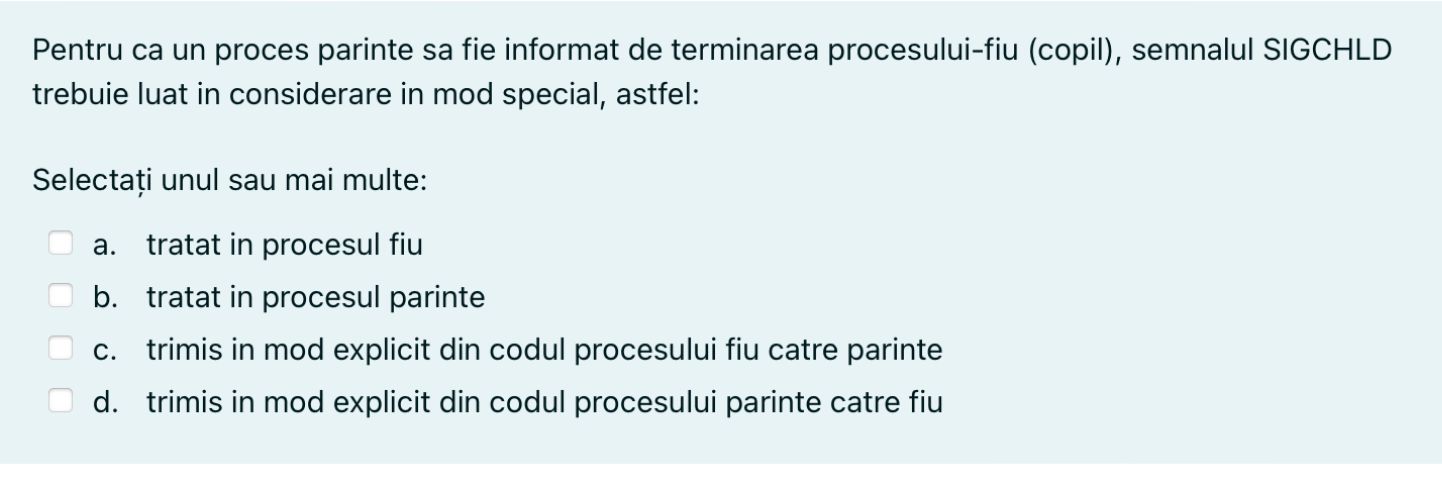 Pentru ca un proces parinte sa fie informat de terminarea procesului-fiu (copil), semnalul SIGCHLD
trebuie luat in considerare in mod special, astfel:
Selectați unul sau mai multe:
a. tratat in procesul fiu
b. tratat in procesul parinte
c. trimis in mod explicit din codul procesului fiu catre parinte
d. trimis in mod explicit din codul procesului parinte catre fiu